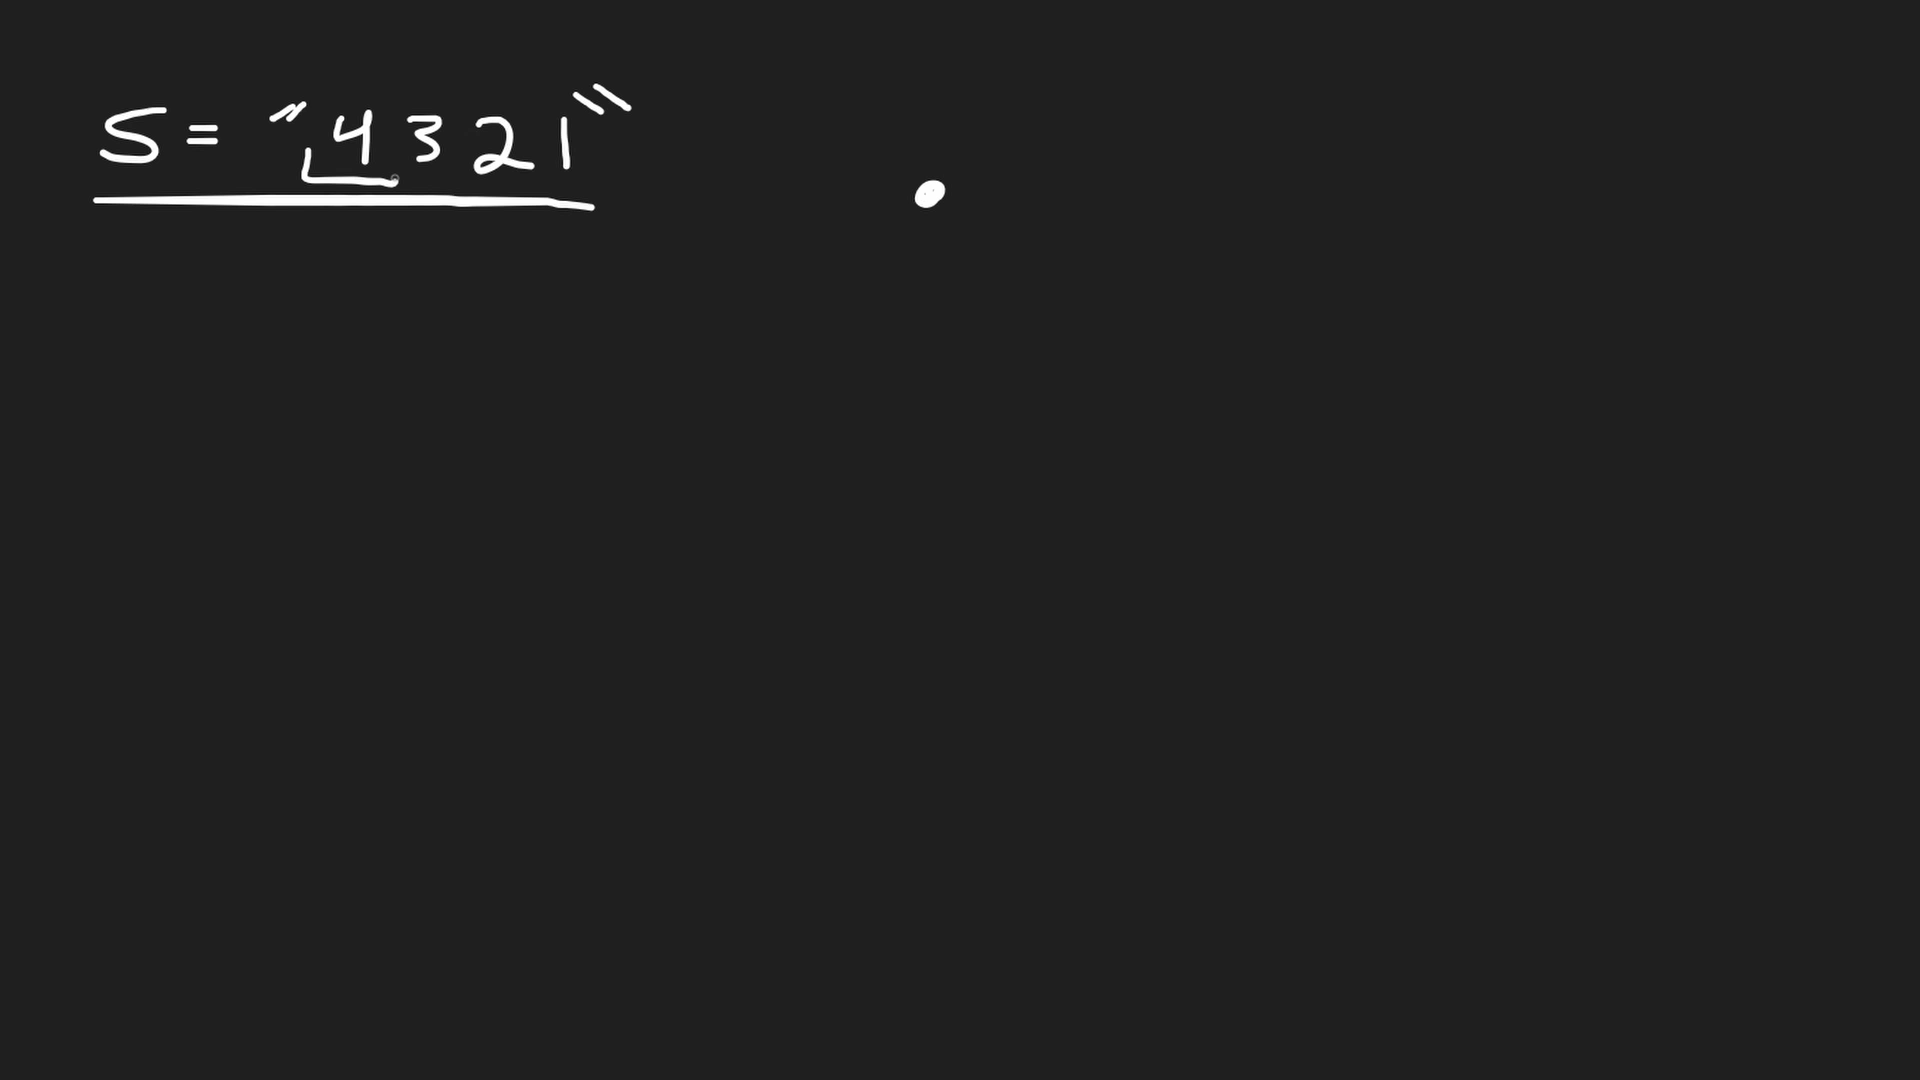 S = "4321"